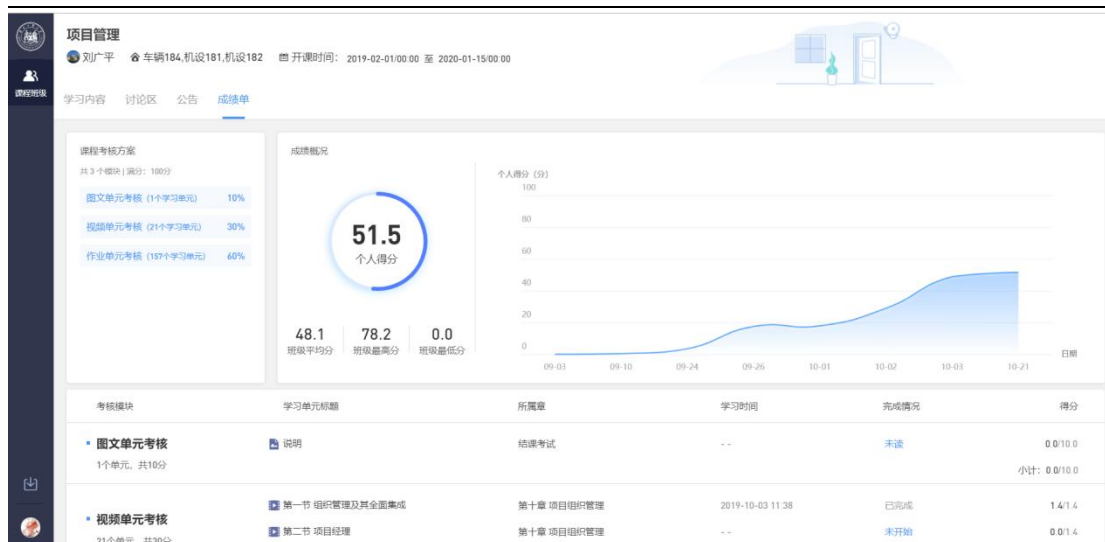 项目管理
刘广平 车辆184,机设181,机设182 开课时间: 2019-02-01/00:00 至 2020-01-15/00:00
课程班级
学习内容 讨论区 公告 成绩单
课程考核方案
共 3 个模块 | 满分: 100分
图文单元考核 (1个学习单元) 10%
视频单元考核 (21个学习单元) 30%
作业单元考核 (157个学习单元) 60%
成绩概况
51.5
个人得分
48.1 78.2 0.0
班级平均分 班级最高分 班级最低分
个人得分 (分)
100
80
60
40
20
0
日期
09-03 09-10 09-24 09-26 10-01 10-02 10-03 10-21
考核模块 学习单元标题 所属章 学习时间 完成情况 得分
图文单元考核 说明 结课考试 - - 未读 0.0/10.0
1个单元, 共10分
小计: 0.0/10.0
第一节 组织管理及其全面集成 第十章 项目组织管理 2019-10-03 11:38 已完成 1.4/1.4
视频单元考核
第二节 项目经理 第十章 项目组织管理 - - 未开始 0.0/1.4
21个单元, 共30分